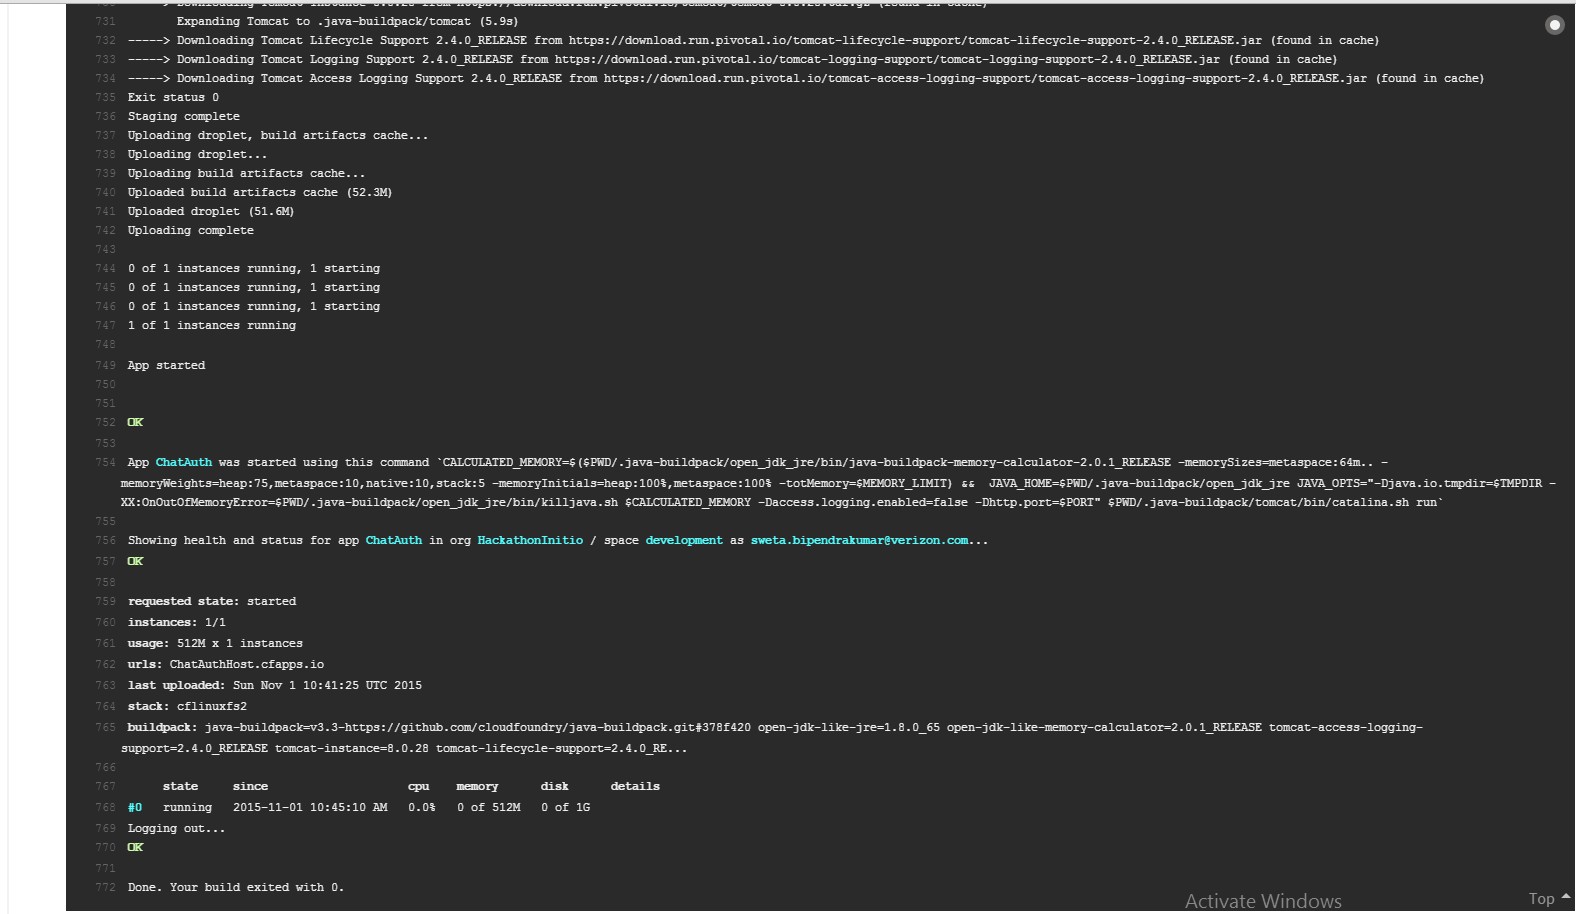 731 Expanding Tomcat to .java-buildpack/tomcat (5.9s)
732 -----> Downloading Tomcat Lifecycle Support 2.4.0_RELEASE from https://download.run.pivotal.io/tomcat-lifecycle-support/tomcat-lifecycle-support-2.4.0_RELEASE.jar (found in cache)
733 -----> Downloading Tomcat Logging Support 2.4.0_RELEASE from https://download.run.pivotal.io/tomcat-logging-support/tomcat-logging-support-2.4.0_RELEASE.jar (found in cache)
734 -----> Downloading Tomcat Access Logging Support 2.4.0_RELEASE from https://download.run.pivotal.io/tomcat-access-logging-support/tomcat-access-logging-support-2.4.0_RELEASE.jar (found in cache)
735 Exit status 0
736 Staging complete
737 Uploading droplet, build artifacts cache...
738 Uploading droplet...
739 Uploading build artifacts cache...
740 Uploaded build artifacts cache (52.3M)
741 Uploaded droplet (51.6M)
742 Uploading complete
743
744 0 of 1 instances running, 1 starting
745 0 of 1 instances running, 1 starting
746 0 of 1 instances running, 1 starting
747 1 of 1 instances running
748
749 App started
750
751
752 OK
753
754 App ChatAuth was started using this command `CALCULATED_MEMORY=$($PWD/.java-buildpack/open_jdk_jre/bin/java-buildpack-memory-calculator-2.0.1_RELEASE -memorySizes=metaspace:64m.. -
memoryWeights=heap:75,metaspace:10,native:10,stack:5 -memoryInitials=heap:100%,metaspace:100% -totMemory=$MEMORY_LIMIT) && JAVA_HOME=$PWD/.java-buildpack/open_jdk_jre JAVA_OPTS="-Djava.io.tmpdir=$TMPDIR -
XX:OnOutOfMemoryError=$PWD/.java-buildpack/open_jdk_jre/bin/killjava.sh $CALCULATED_MEMORY -Daccess.logging.enabled=false -Dhttp.port=$PORT" $PWD/.java-buildpack/tomcat/bin/catalina.sh run`
755
756 Showing health and status for app ChatAuth in org HackathonInitio / space development as sweta.bipendrakumar@verizon.com...
757 OK
758
759 requested state: started
760 instances: 1/1
761 usage: 512M x 1 instances
762 urls: ChatAuthHost.cfapps.io
763 last uploaded: Sun Nov 1 10:41:25 UTC 2015
764 stack: cflinuxfs2
765 buildpack: java-buildpack=v3.3-https://github.com/cloudfoundry/java-buildpack.git#378f420 open-jdk-like-jre=1.8.0_65 open-jdk-like-memory-calculator=2.0.1_RELEASE tomcat-access-logging-
support=2.4.0_RELEASE tomcat-instance=8.0.28 tomcat-lifecycle-support=2.4.0_RE...
766
767 state since cpu memory disk details
768 #0 running 2015-11-01 10:45:10 AM 0.0% 0 of 512M 0 of 1G
769 Logging out...
770 OK
771
772 Done. Your build exited with 0.
Activate Windows
Top